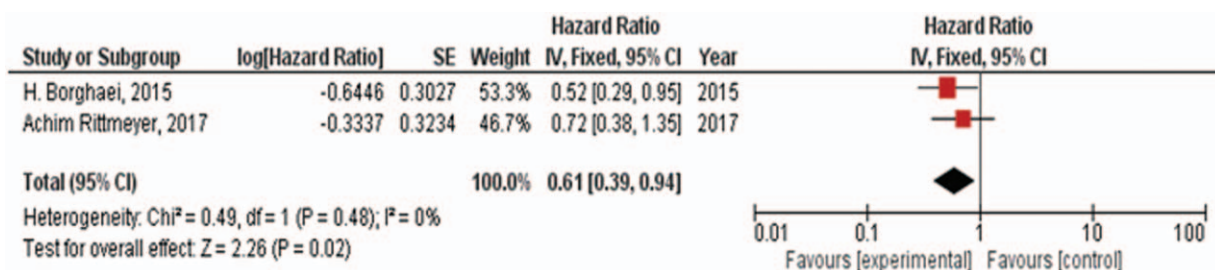 Hazard Ratio Hazard Ratio
Study or Subgroup log[Hazard Ratio] SE Weight IV, Fixed, 95% CI Year IV, Fixed, 95% CI
H. Borghaei, 2015 -0.6446 0.3027 53.3% 0.52 [0.29, 0.95] 2015
Achim Rittmeyer, 2017 -0.3337 0.3234 46.7% 0.72 [0.38, 1.35] 2017
Total (95% CI) 100.0% 0.61 [0.39, 0.94]
Heterogeneity: Chi² = 0.49, df = 1 (P = 0.48); I² = 0%
Test for overall effect: Z = 2.26 (P = 0.02)
0.01 0.1 1 10 100
Favours [experimental] Favours [control]